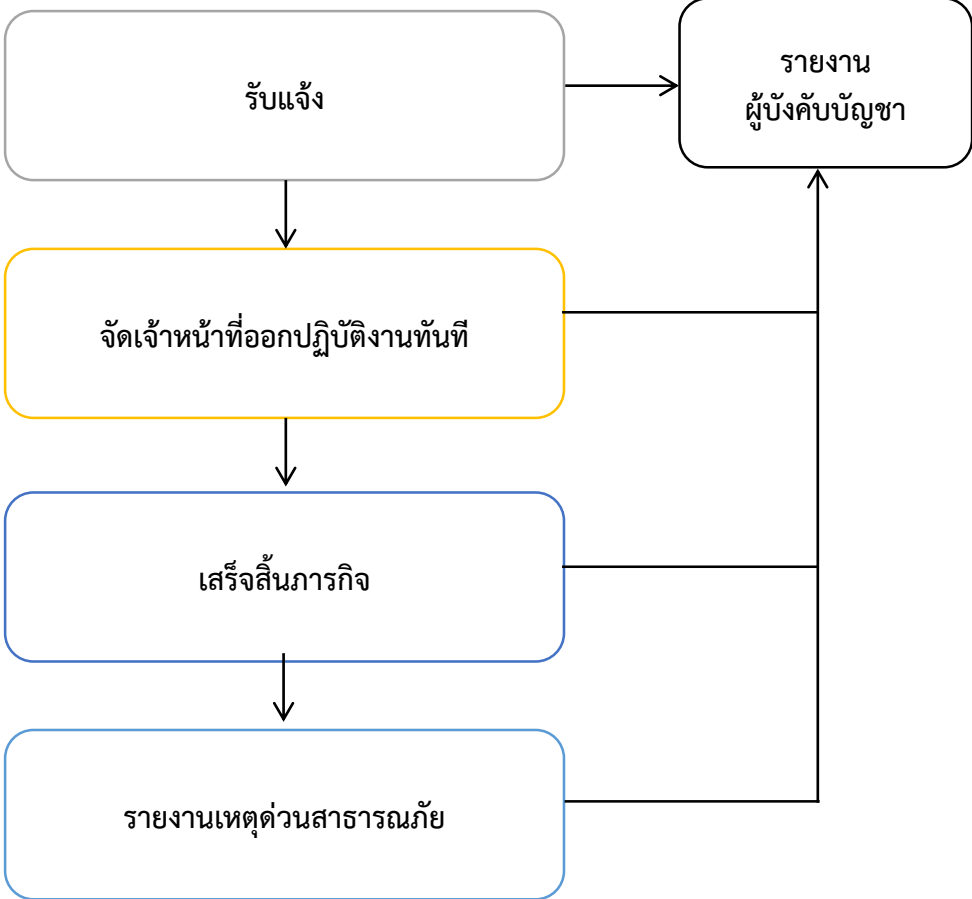 รับแจ้ง
รายงาน
ผู้บังคับบัญชา
จัดเจ้าหน้าที่ออกปฏิบัติงานทันที
เสร็จสิ้นภารกิจ
รายงานเหตุด่วนสาธารณภัย